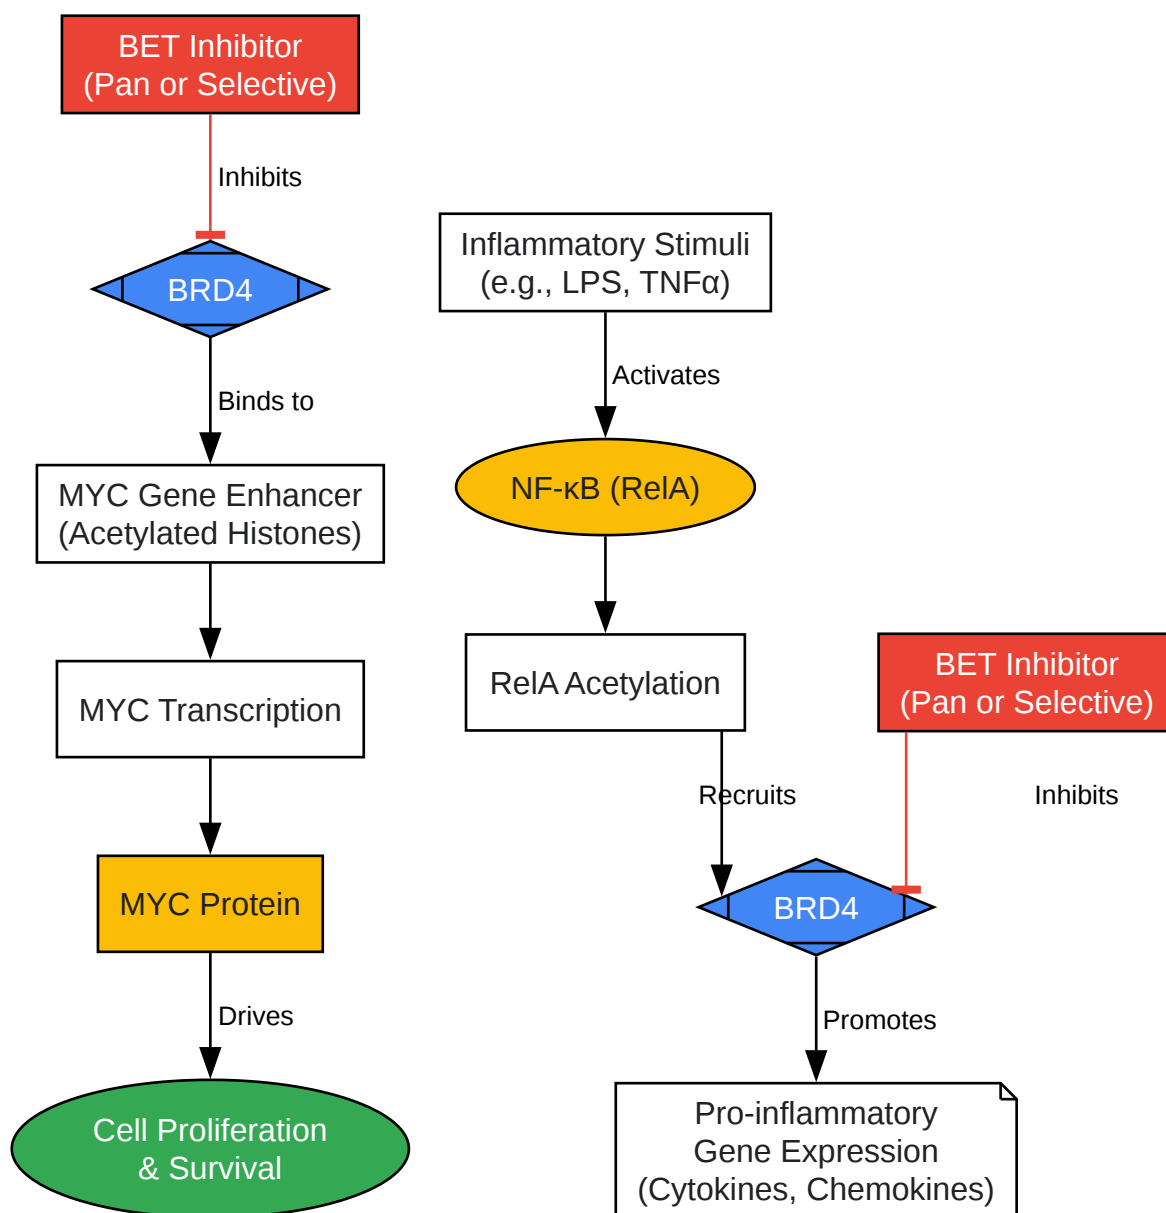 BET Inhibitor
(Pan or Selective)
Inhibits
BRD4
Binds to
MYC Gene Enhancer
(Acetylated Histones)
MYC Transcription
MYC Protein
Drives
Cell Proliferation
& Survival
Inflammatory Stimuli
(e.g., LPS, TNFα)
Activates
NF-κB (RelA)
RelA Acetylation
Recruits
BET Inhibitor
(Pan or Selective)
Inhibits
BRD4
Promotes
Pro-inflammatory
Gene Expression
(Cytokines, Chemokines)